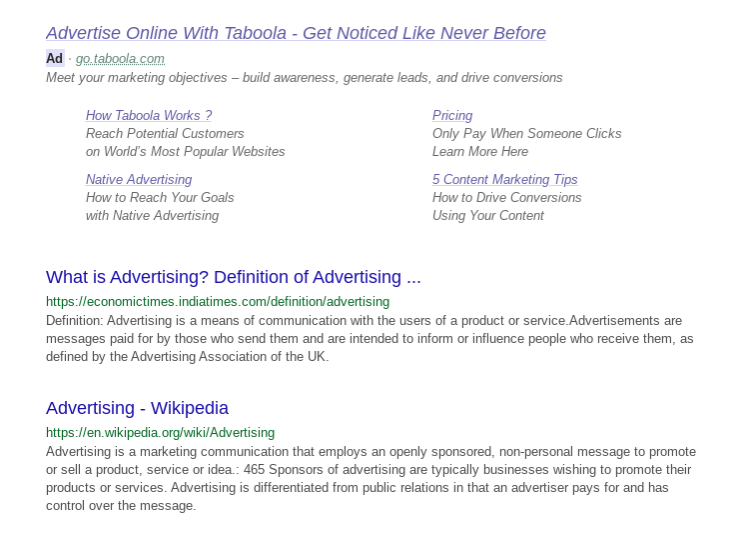 Advertise Online With Taboola - Get Noticed Like Never Before
Ad · go.taboola.com
Meet your marketing objectives – build awareness, generate leads, and drive conversions
How Taboola Works ?
Reach Potential Customers
on World's Most Popular Websites
Pricing
Only Pay When Someone Clicks
Learn More Here
Native Advertising
How to Reach Your Goals
with Native Advertising
5 Content Marketing Tips
How to Drive Conversions
Using Your Content
What is Advertising? Definition of Advertising ...
https://economictimes.indiatimes.com/definition/advertising
Definition: Advertising is a means of communication with the users of a product or service.Advertisements are
messages paid for by those who send them and are intended to inform or influence people who receive them, as
defined by the Advertising Association of the UK.
Advertising - Wikipedia
https://en.wikipedia.org/wiki/Advertising
Advertising is a marketing communication that employs an openly sponsored, non-personal message to promote
or sell a product, service or idea.: 465 Sponsors of advertising are typically businesses wishing to promote their
products or services. Advertising is differentiated from public relations in that an advertiser pays for and has
control over the message.